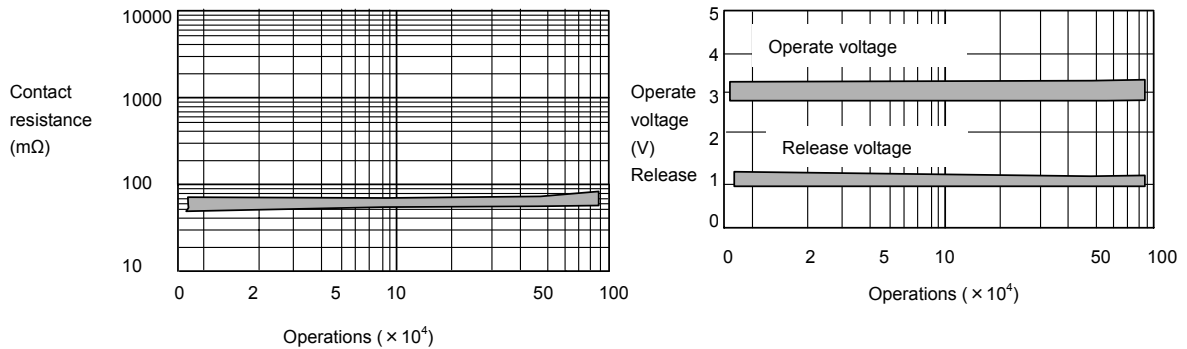 10000
1000
100
10
Contact
resistance
(mΩ)
0 2 5 10 50 100
Operations (×10⁴)
5
4
3
2
1
0
Operate voltage
Release voltage
Operate
voltage
(V)
Release
0 2 5 10 50 100
Operations (×10⁴)